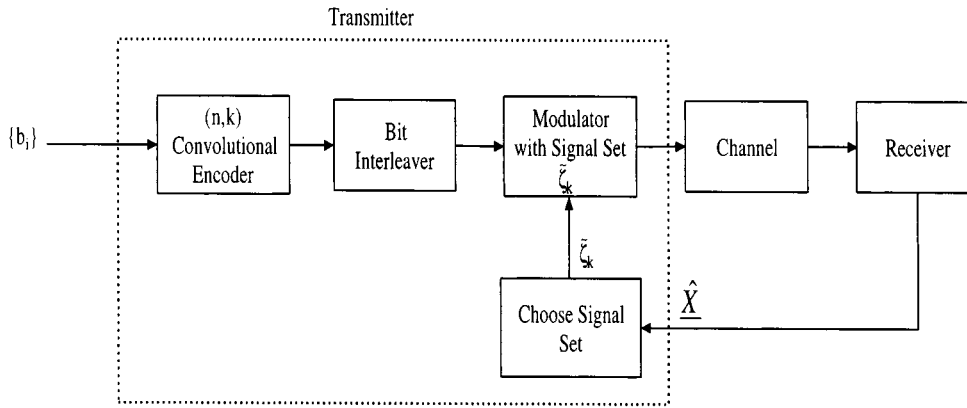 Transmitter
{b_i}
(n,k)
Convolutional
Encoder
Bit
Interleaver
Modulator
with Signal Set
ζ̃_k
Channel
Receiver
ζ̃_k
Choose Signal
Set
X̂